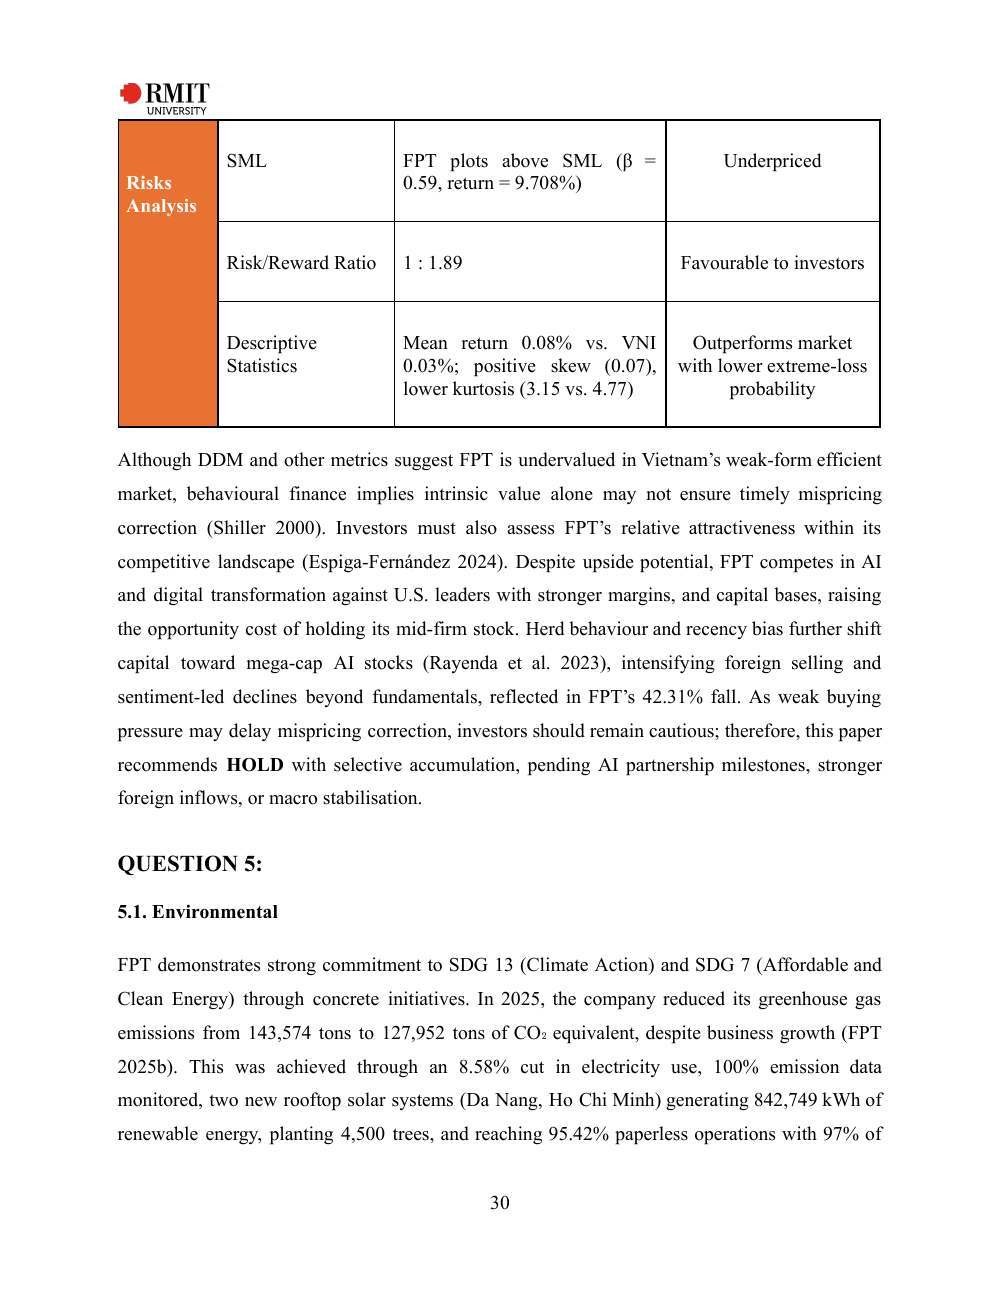 RMIT
UNIVERSITY
Risks
Analysis
SML
FPT plots above SML (β =
0.59, return = 9.708%)
Underpriced
Risk/Reward Ratio
1 : 1.89
Favourable to investors
Descriptive
Statistics
Mean return 0.08% vs. VNI
0.03%; positive skew (0.07),
lower kurtosis (3.15 vs. 4.77)
Outperforms market
with lower extreme-loss
probability
Although DDM and other metrics suggest FPT is undervalued in Vietnam’s weak-form efficient
market, behavioural finance implies intrinsic value alone may not ensure timely mispricing
correction (Shiller 2000). Investors must also assess FPT’s relative attractiveness within its
competitive landscape (Espiga-Fernández 2024). Despite upside potential, FPT competes in AI
and digital transformation against U.S. leaders with stronger margins, and capital bases, raising
the opportunity cost of holding its mid-firm stock. Herd behaviour and recency bias further shift
capital toward mega-cap AI stocks (Rayenda et al. 2023), intensifying foreign selling and
sentiment-led declines beyond fundamentals, reflected in FPT’s 42.31% fall. As weak buying
pressure may delay mispricing correction, investors should remain cautious; therefore, this paper
recommends HOLD with selective accumulation, pending AI partnership milestones, stronger
foreign inflows, or macro stabilisation.
QUESTION 5:
5.1. Environmental
FPT demonstrates strong commitment to SDG 13 (Climate Action) and SDG 7 (Affordable and
Clean Energy) through concrete initiatives. In 2025, the company reduced its greenhouse gas
emissions from 143,574 tons to 127,952 tons of CO₂ equivalent, despite business growth (FPT
2025b). This was achieved through an 8.58% cut in electricity use, 100% emission data
monitored, two new rooftop solar systems (Da Nang, Ho Chi Minh) generating 842,749 kWh of
renewable energy, planting 4,500 trees, and reaching 95.42% paperless operations with 97% of
30